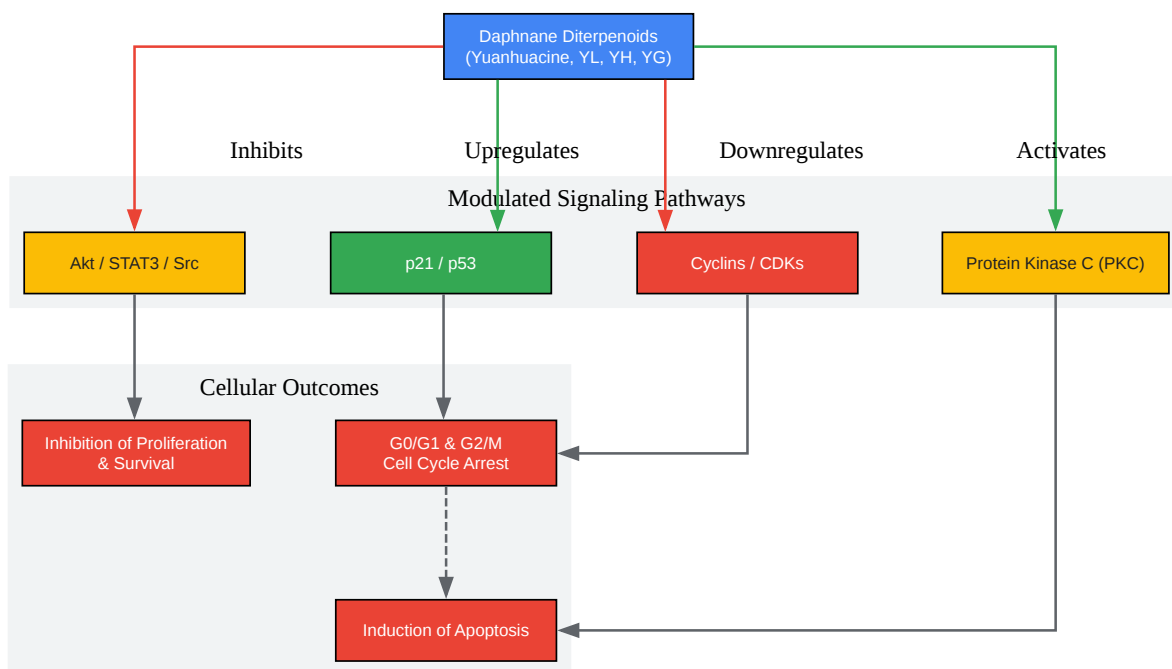 Daphnane Diterpenoids
(Yuanhuacine, YL, YH, YG)
Inhibits
Upregulates
Downregulates
Activates
Modulated Signaling Pathways
Akt / STAT3 / Src
p21 / p53
Cyclins / CDKs
Protein Kinase C (PKC)
Cellular Outcomes
Inhibition of Proliferation
& Survival
G0/G1 & G2/M
Cell Cycle Arrest
Induction of Apoptosis